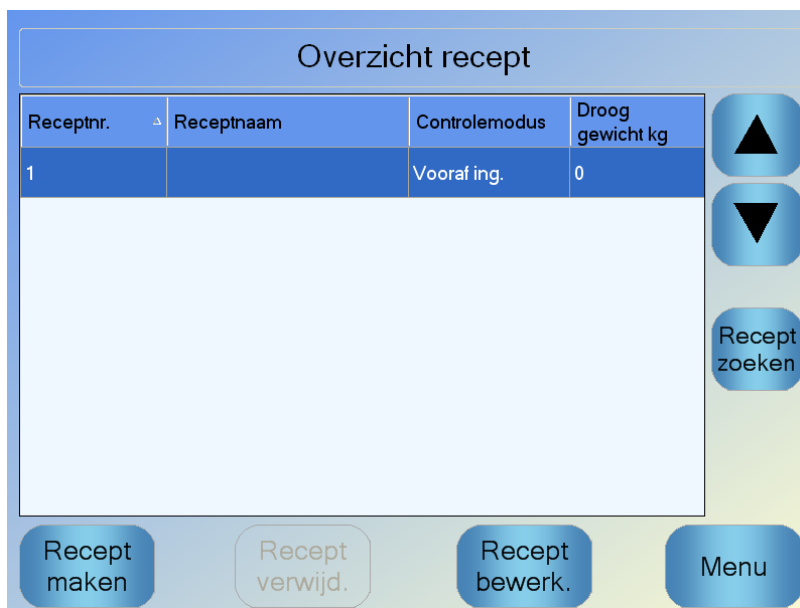 Overzicht recept
Receptnr. Receptnaam Controlemodus Droog gewicht kg
1 Vooraf ing. 0
Recept
zoeken
Recept
maken
Recept
verwijd.
Recept
bewerk.
Menu